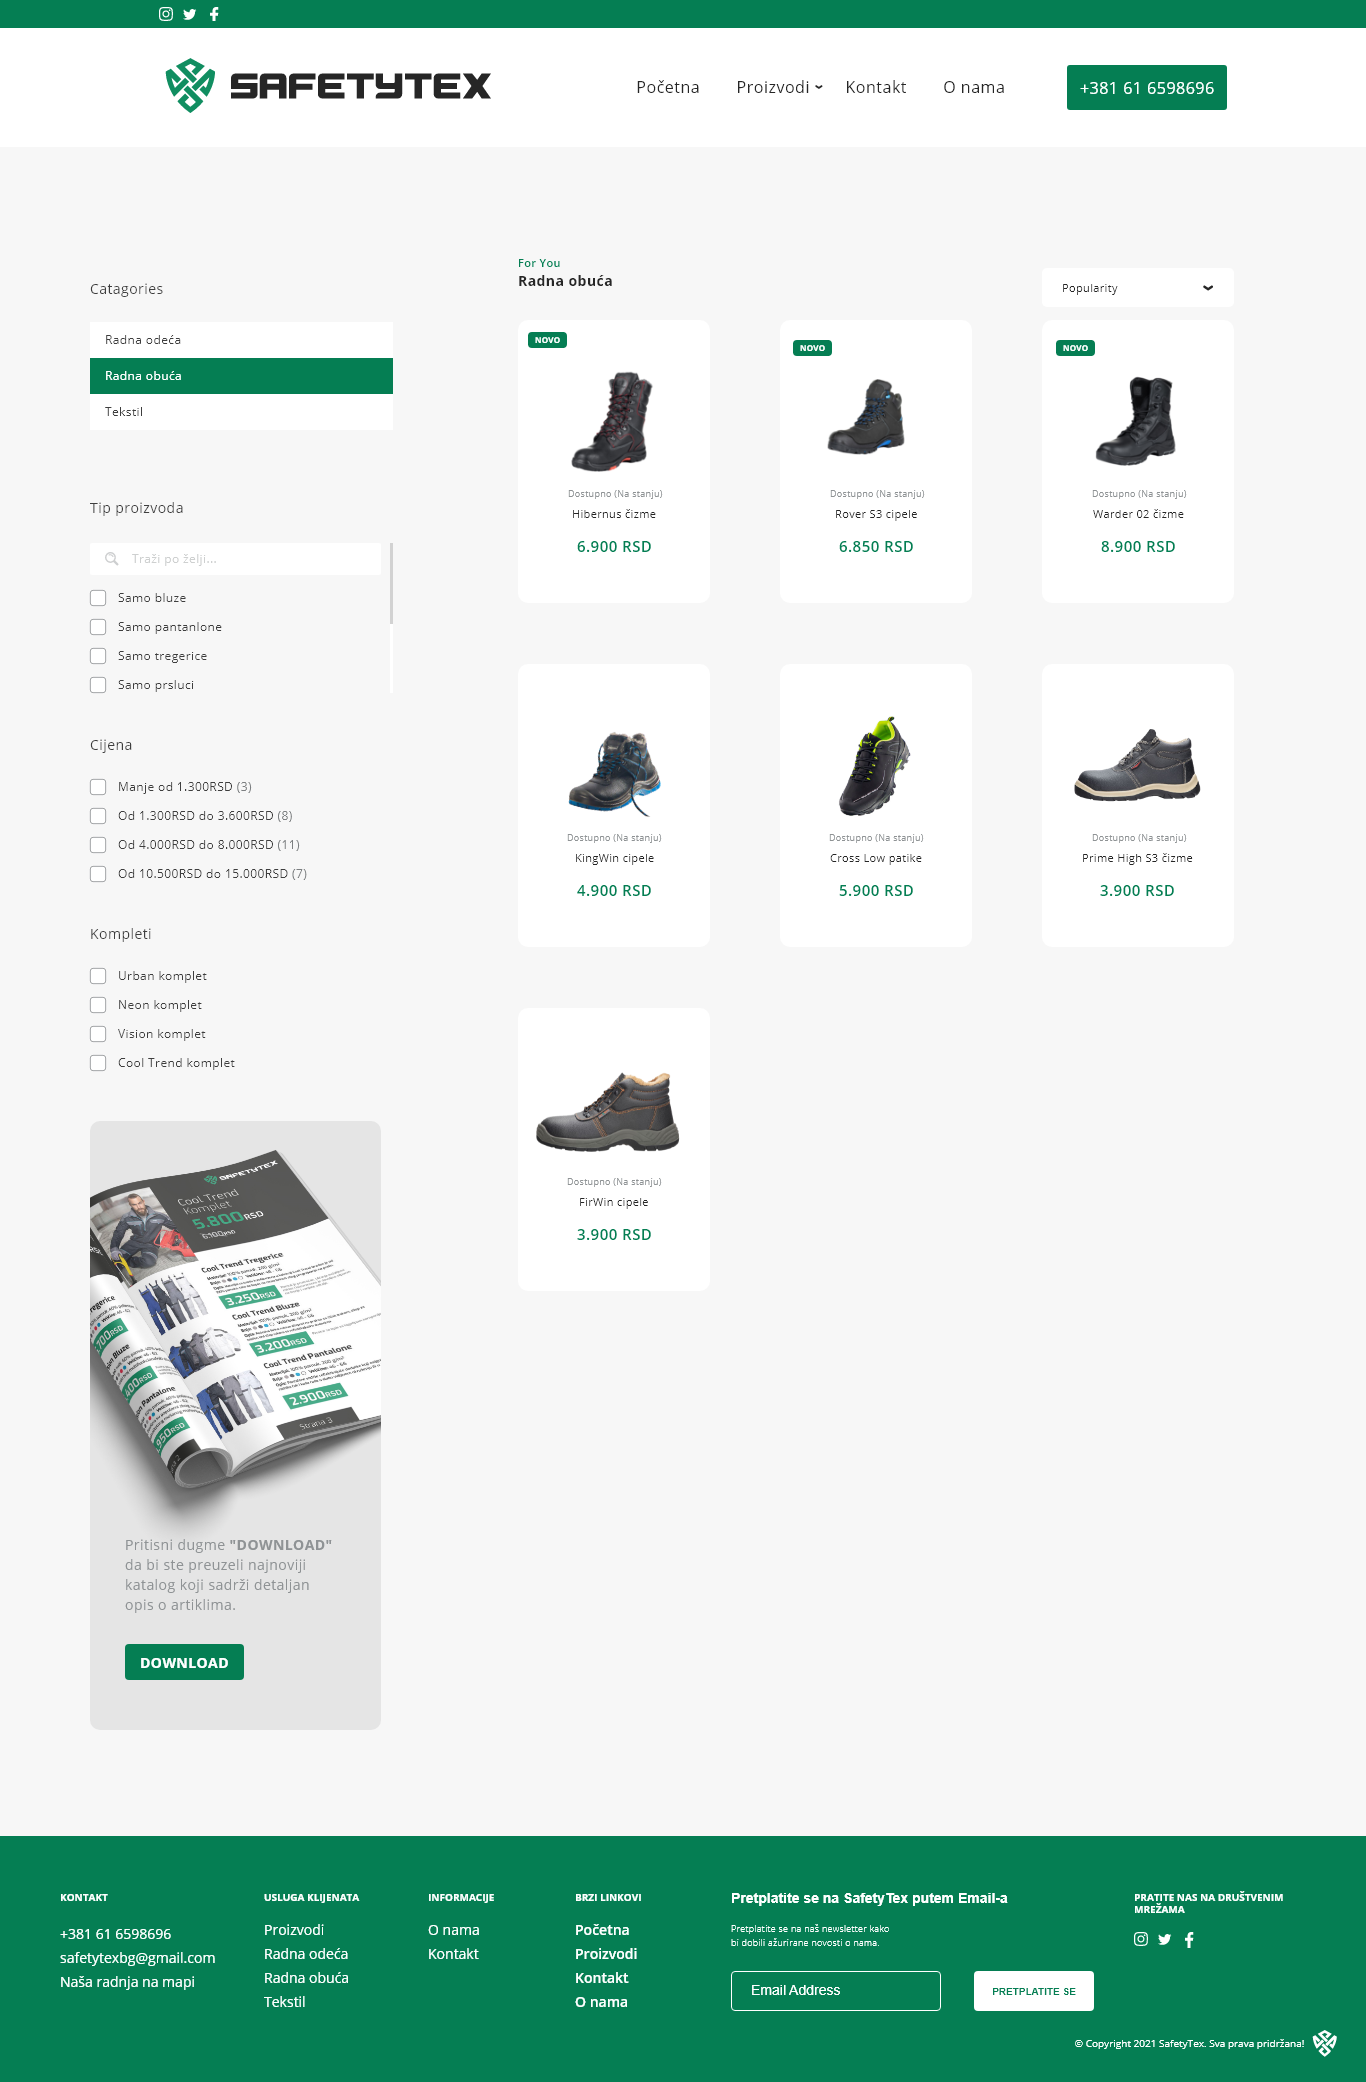 SAFETYTEX
Početna
Proizvodi
Kontakt
O nama
+381 61 6598696
Catagories
Radna odeća
Radna obuća
Tekstil
Tip proizvoda
Traži po želji...
Samo bluze
Samo pantanlone
Samo tregerice
Samo prsluci
Cijena
Manje od 1.300RSD (3)
Od 1.300RSD do 3.600RSD (8)
Od 4.000RSD do 8.000RSD (11)
Od 10.500RSD do 15.000RSD (7)
Kompleti
Urban komplet
Neon komplet
Vision komplet
Cool Trend komplet
SAFETYTEX
Cool Trend
Komplet
5.800RSD
Cool Trend Tregerice
3.250RSD
Cool Trend Bluze
3.200RSD
Cool Trend Pantalone
2.900RSD
Strana 3
Pritisni dugme "DOWNLOAD"
da bi ste preuzeli najnoviji
katalog koji sadrži detaljan
opis o artiklima.
DOWNLOAD
For You
Radna obuća
Popularity
NOVO
Dostupno (Na stanju)
Hibernus čizme
6.900 RSD
NOVO
Dostupno (Na stanju)
Rover S3 cipele
6.850 RSD
NOVO
Dostupno (Na stanju)
Warder 02 čizme
8.900 RSD
Dostupno (Na stanju)
KingWin cipele
4.900 RSD
Dostupno (Na stanju)
Cross Low patike
5.900 RSD
Dostupno (Na stanju)
Prime High S3 čizme
3.900 RSD
Dostupno (Na stanju)
FirWin cipele
3.900 RSD
KONTAKT
+381 61 6598696
safetytexbg@gmail.com
Naša radnja na mapi
USLUGA KLIJENATA
Proizvodi
Radna odeća
Radna obuća
Tekstil
INFORMACIJE
O nama
Kontakt
BRZI LINKOVI
Početna
Proizvodi
Kontakt
O nama
Pretplatite se na SafetyTex putem Email-a
Pretplatite se na naš newsletter kako
bi dobili ažurirane novosti o nama.
Email Address
PRETPLATITE SE
PRATITE NAS NA DRUŠTVENIM
MREŽAMA
© Copyright 2021 SafetyTex. Sva prava pridržana!